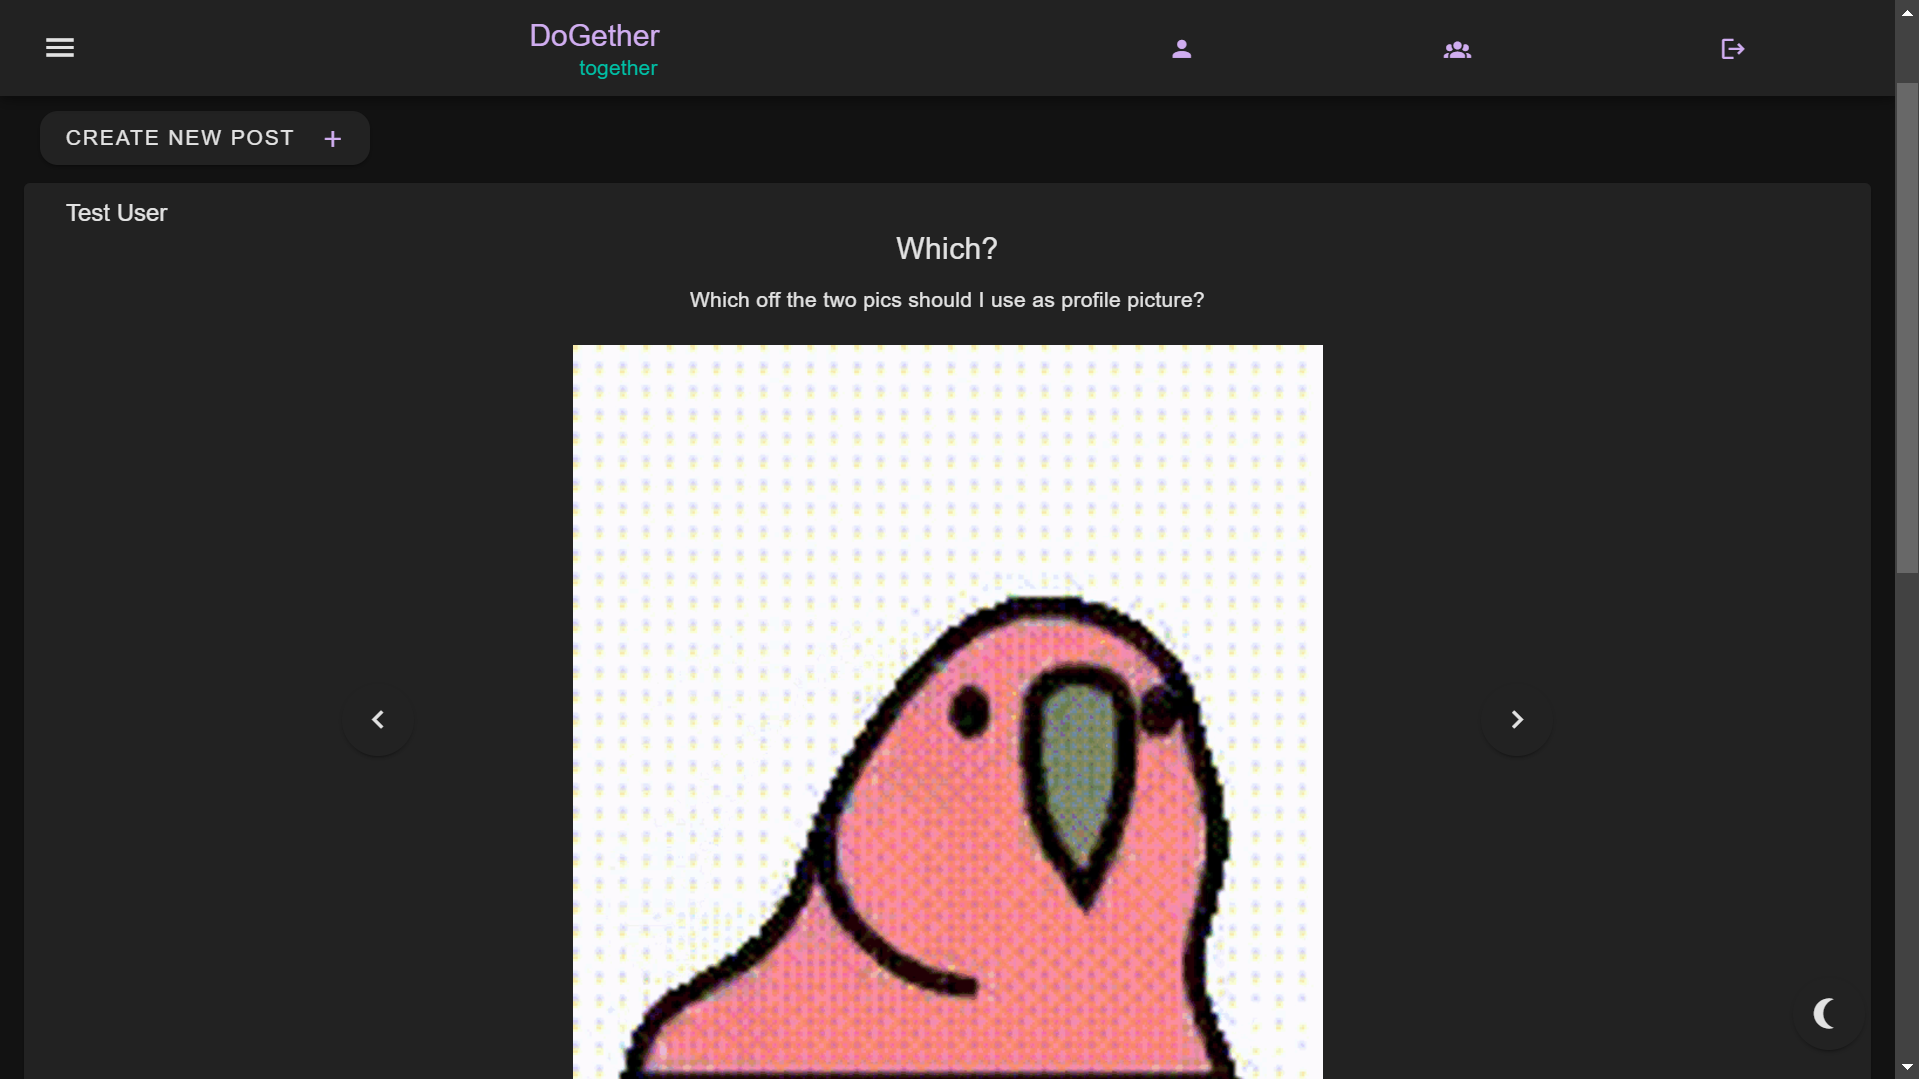 DoGether
together
CREATE NEW POST +
Test User
Which?
Which off the two pics should I use as profile picture?